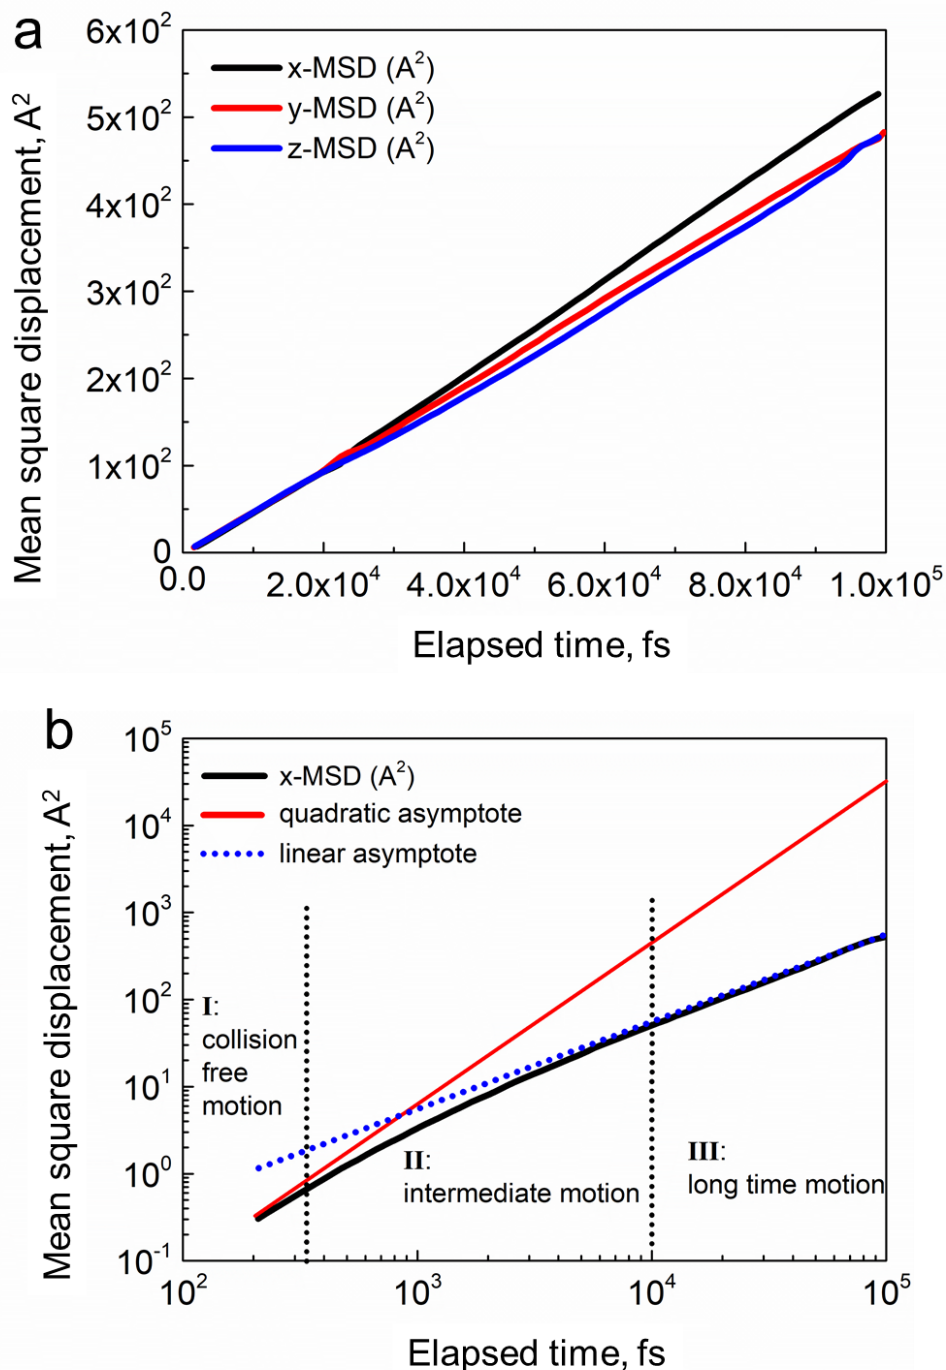 a
6x10²
5x10²
4x10²
3x10²
2x10²
1x10²
0
Mean square displacement, A²
x-MSD (A²)
y-MSD (A²)
z-MSD (A²)
0.0 2.0x10⁴ 4.0x10⁴ 6.0x10⁴ 8.0x10⁴ 1.0x10⁵
Elapsed time, fs
b
10⁵
10⁴
10³
10²
10¹
10⁰
10⁻¹
Mean square displacement, A²
x-MSD (A²)
quadratic asymptote
linear asymptote
I:
collision
free
motion
II:
intermediate motion
III:
long time motion
10² 10³ 10⁴ 10⁵
Elapsed time, fs